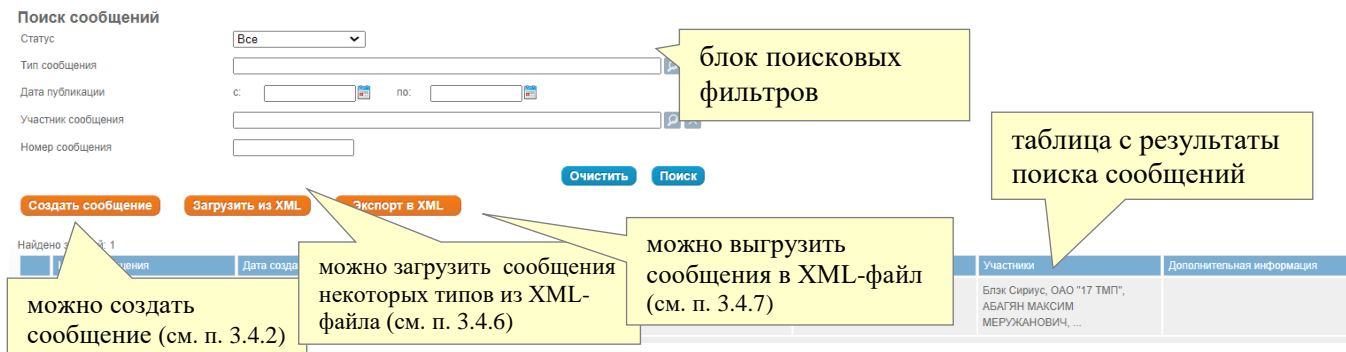 Поиск сообщений
Статус
Все
Тип сообщения
Дата публикации
с:
по:
Участник сообщения
Номер сообщения
блок поисковых
фильтров
таблица с результаты
поиска сообщений
Очистить
Поиск
Создать сообщение
Загрузить из XML
Экспорт в XML
Найдено
1
Дата созда
Участники
Дополнительная информация
можно создать
сообщение (см. п. 3.4.2)
можно загрузить сообщения
некоторых типов из XML-
файла (см. п. 3.4.6)
можно выгрузить
сообщения в XML-файл
(см. п. 3.4.7)
Блэк Сириус, ОАО "17 ТМП",
АБАГЯН МАКСИМ
МЕРУЖАНОВИЧ, ...